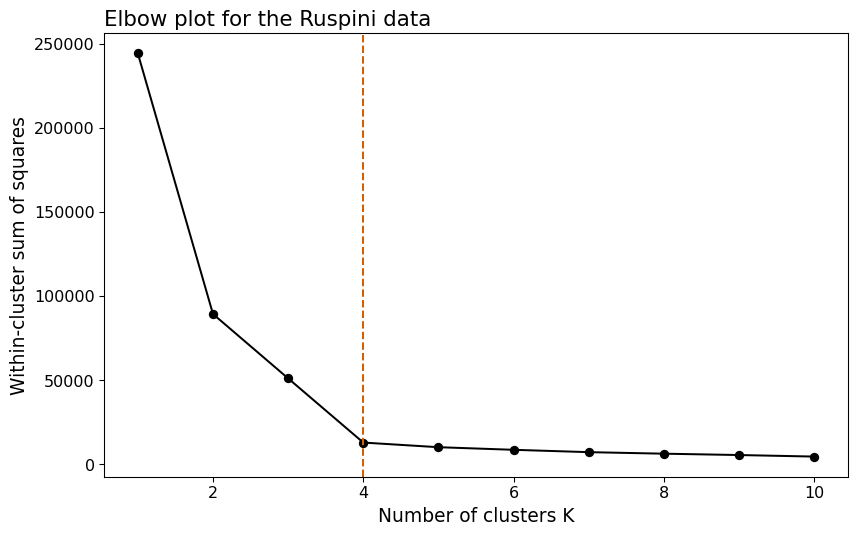 Elbow plot for the Ruspini data
Within-cluster sum of squares
250000
200000
150000
100000
50000
0
2 4 6 8 10
Number of clusters K